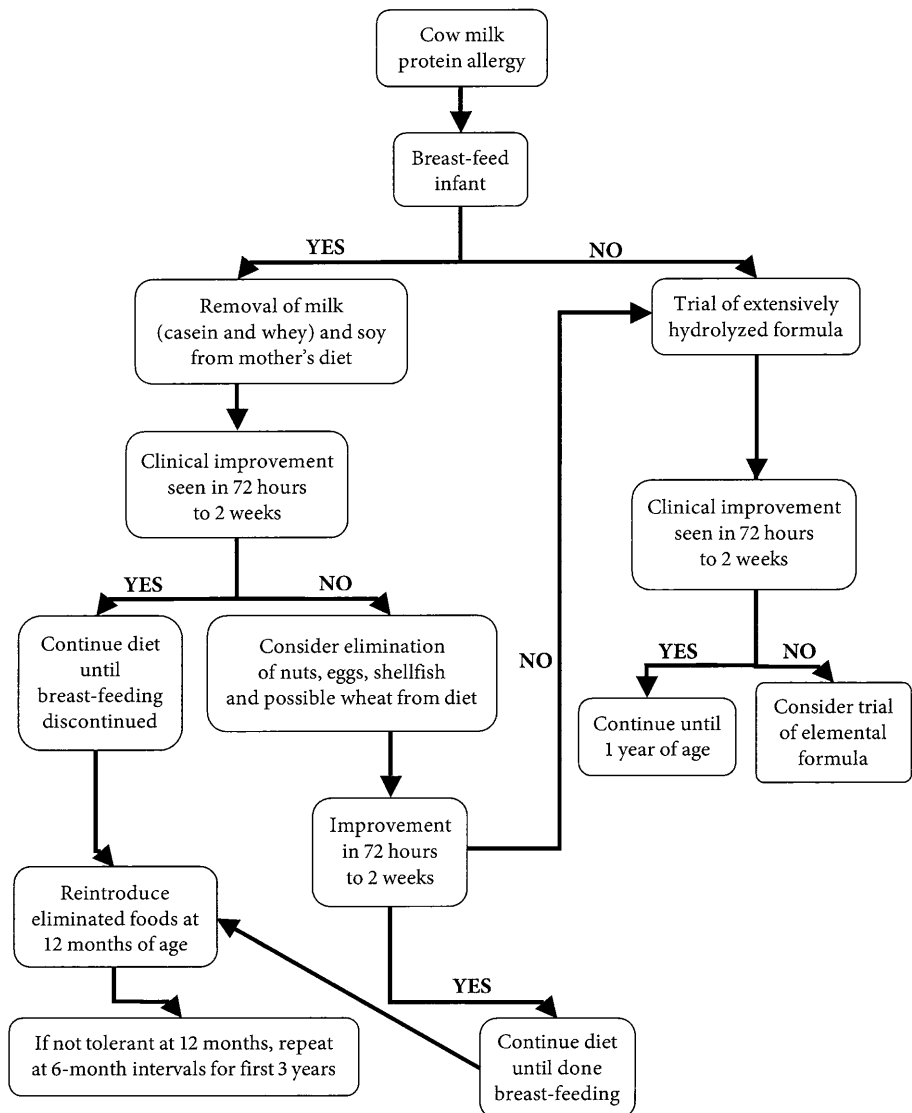 Cow milk
protein allergy
Breast-feed
infant
YES
NO
Removal of milk
(casein and whey) and soy
from mother's diet
Trial of extensively
hydrolyzed formula
Clinical improvement
seen in 72 hours
to 2 weeks
Clinical improvement
seen in 72 hours
to 2 weeks
YES
NO
Continue diet
until
breast-feeding
discontinued
Consider elimination
of nuts, eggs, shellfish
and possible wheat from diet
NO
YES
NO
Continue until
1 year of age
Consider trial
of elemental
formula
Improvement
in 72 hours
to 2 weeks
Reintroduce
eliminated foods at
12 months of age
YES
If not tolerant at 12 months, repeat
at 6-month intervals for first 3 years
Continue diet
until done
breast-feeding